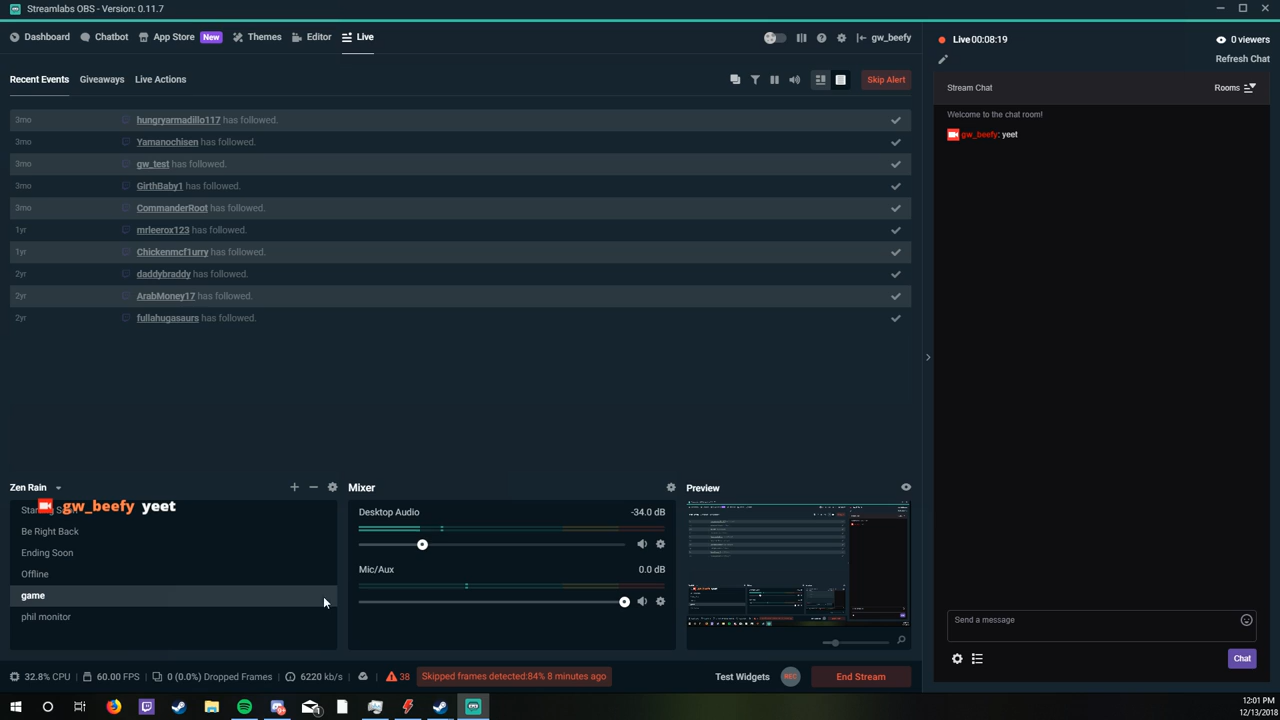 Streamlabs OBS - Version: 0.11.7
Dashboard Chatbot App Store New Themes Editor Live gw_beefy
Live 00:08:19 0 viewers
Refresh Chat
Recent Events Giveaways Live Actions Skip Alert
Stream Chat Rooms
Welcome to the chat room!
gw_beefy: yeet
3mo hungryarmadillo117 has followed.
3mo Yamanochisen has followed.
3mo gw_test has followed.
3mo GirthBaby1 has followed.
3mo CommanderRoot has followed.
1yr mrleerox123 has followed.
1yr Chickenmcf1urry has followed.
2yr daddybraddy has followed.
2yr ArabMoney17 has followed.
2yr fullahugasaurs has followed.
Zen Rain
gw_beefy yeet
Be Right Back
Ending Soon
Offline
game
phil monitor
Mixer
Desktop Audio -34.0 dB
Mic/Aux 0.0 dB
Preview
Send a message
Chat
32.8% CPU 60.00 FPS 0 (0.0%) Dropped Frames 6220 kb/s 38 Skipped frames detected:84% 8 minutes ago Test Widgets REC End Stream
12:01 PM
12/13/2018